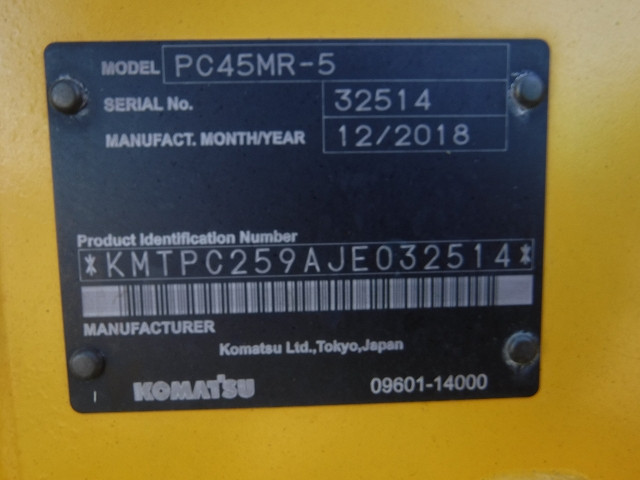 MODEL PC45MR-5
SERIAL No. 32514
MANUFACT. MONTH/YEAR 12/2018
Product Identification Number
*KMTPC259AJE032514*
MANUFACTURER
Komatsu Ltd.,Tokyo,Japan
KOMATSU 09601-14000